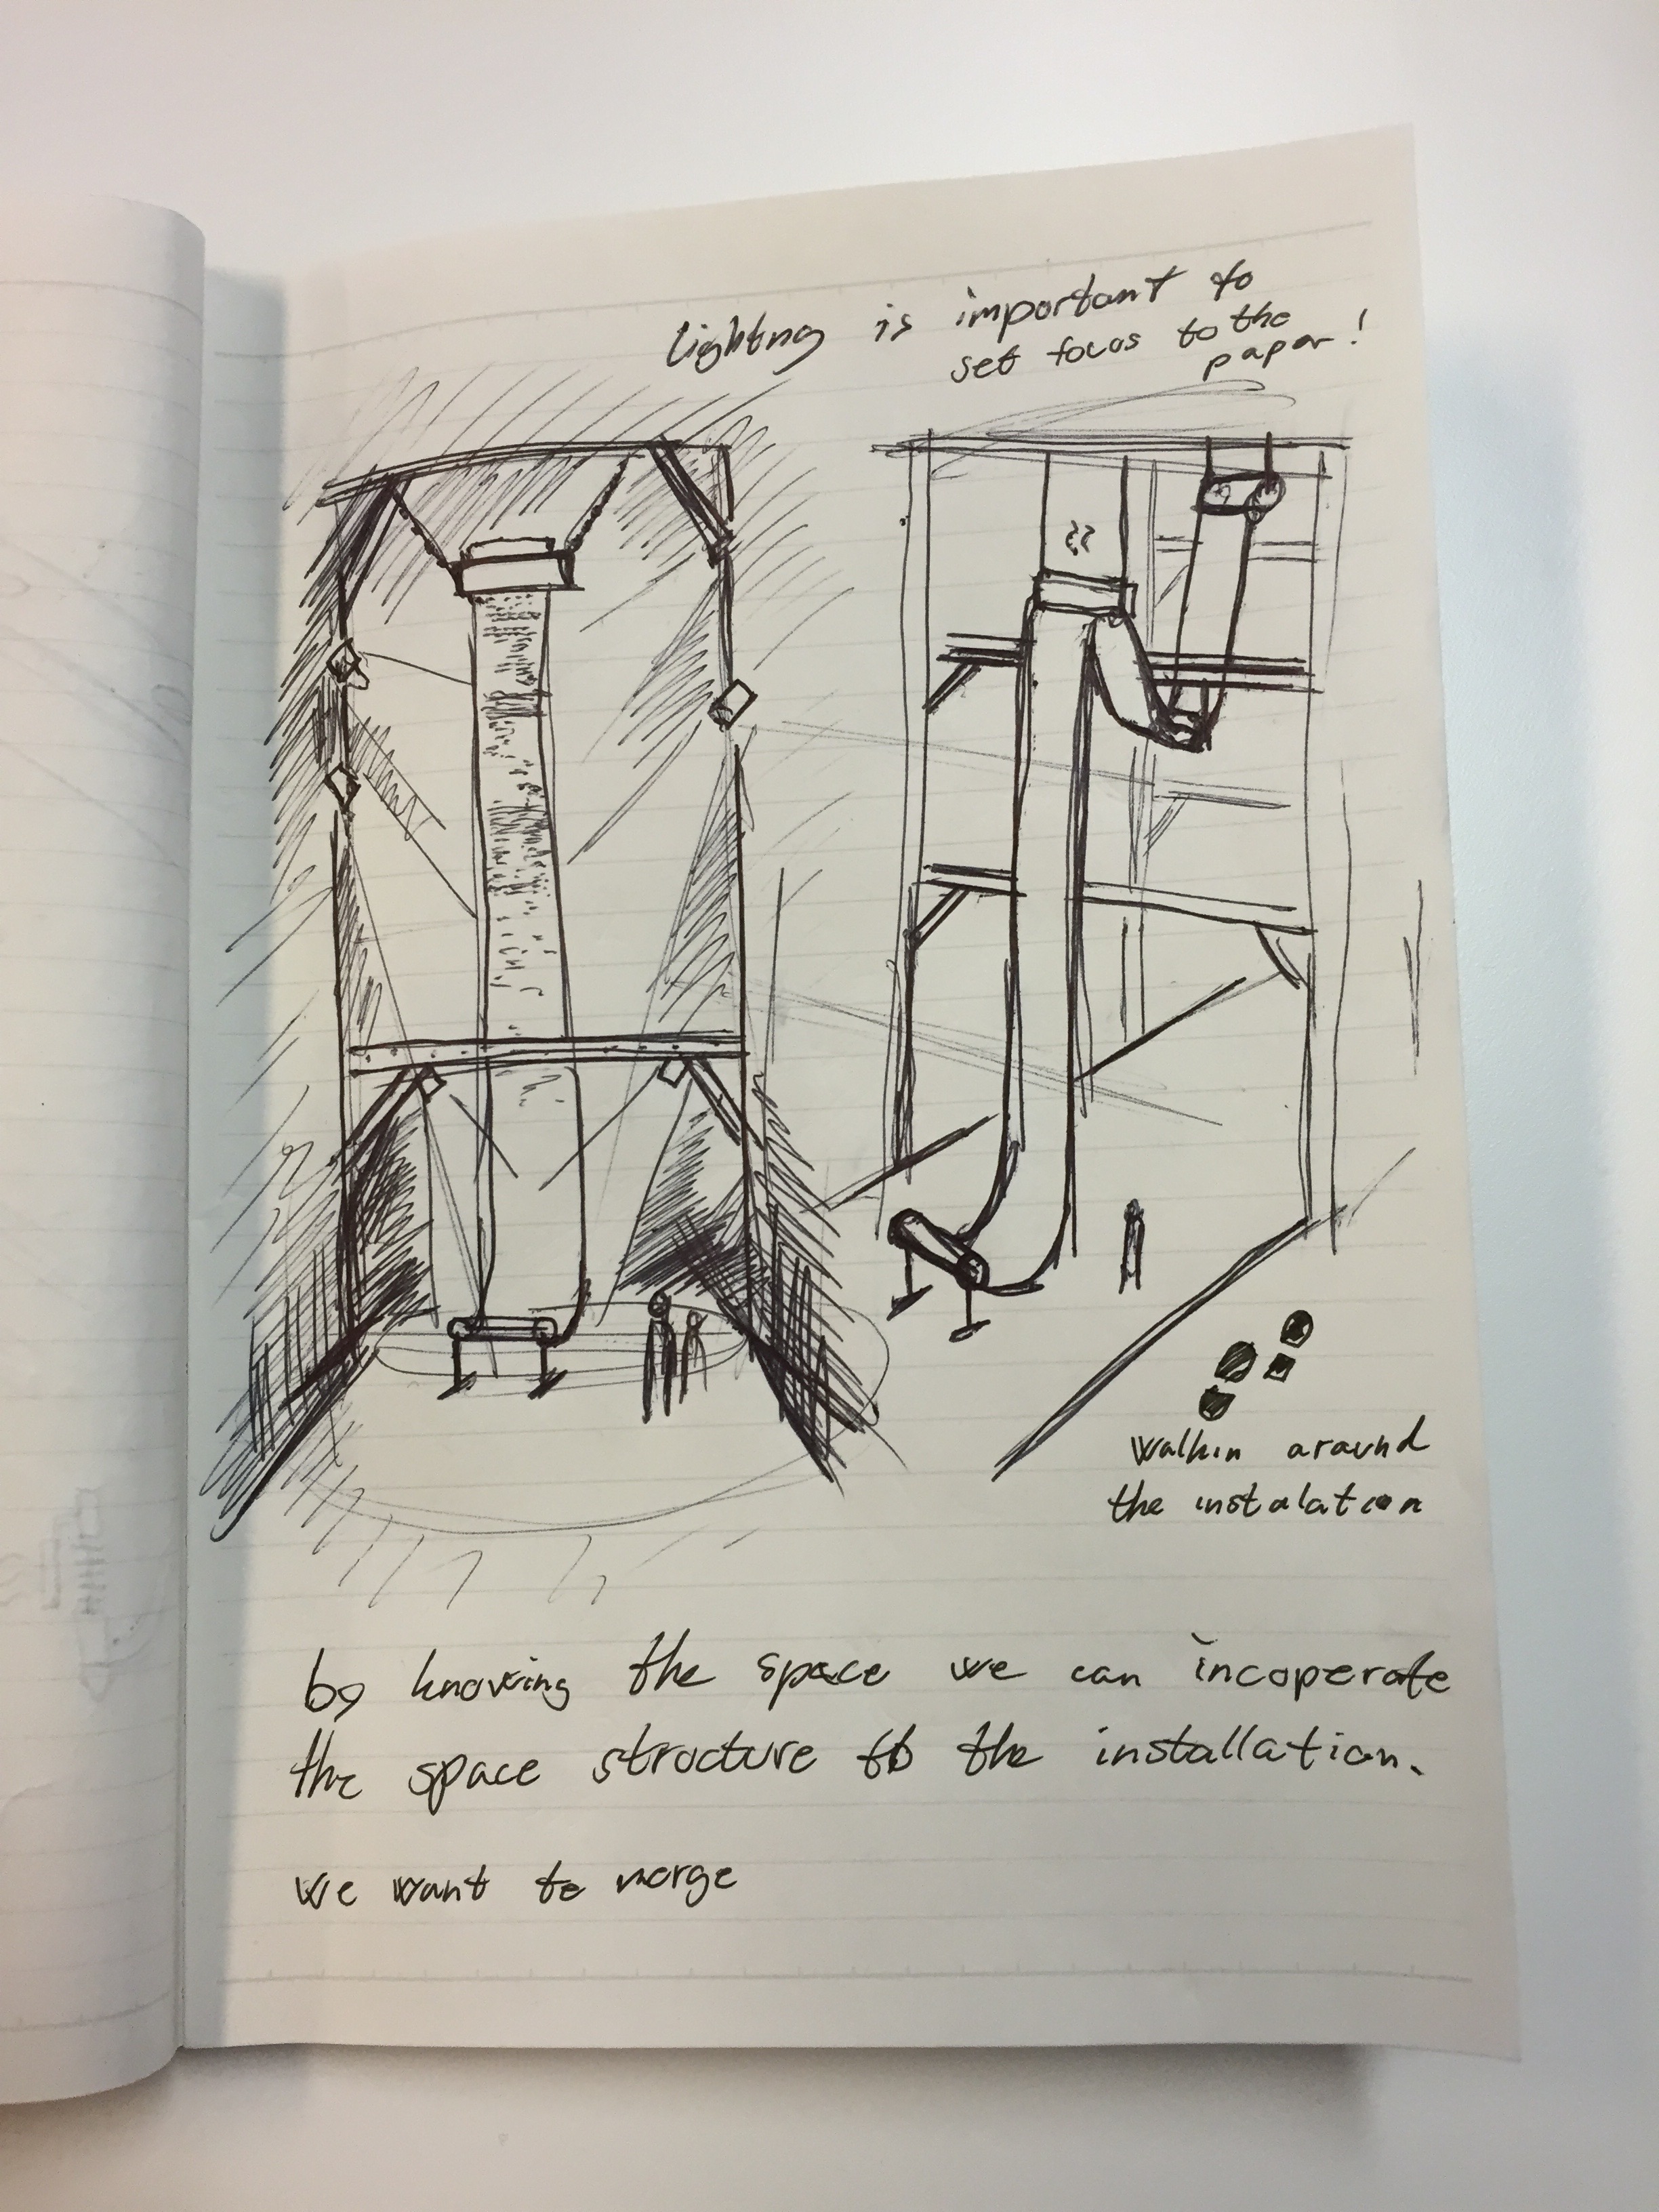 lightng is important to
set focus to the
paper!
walkin around
the instalation
by knowing the space we can incoperate
the space structure to the installation.
we want to merge